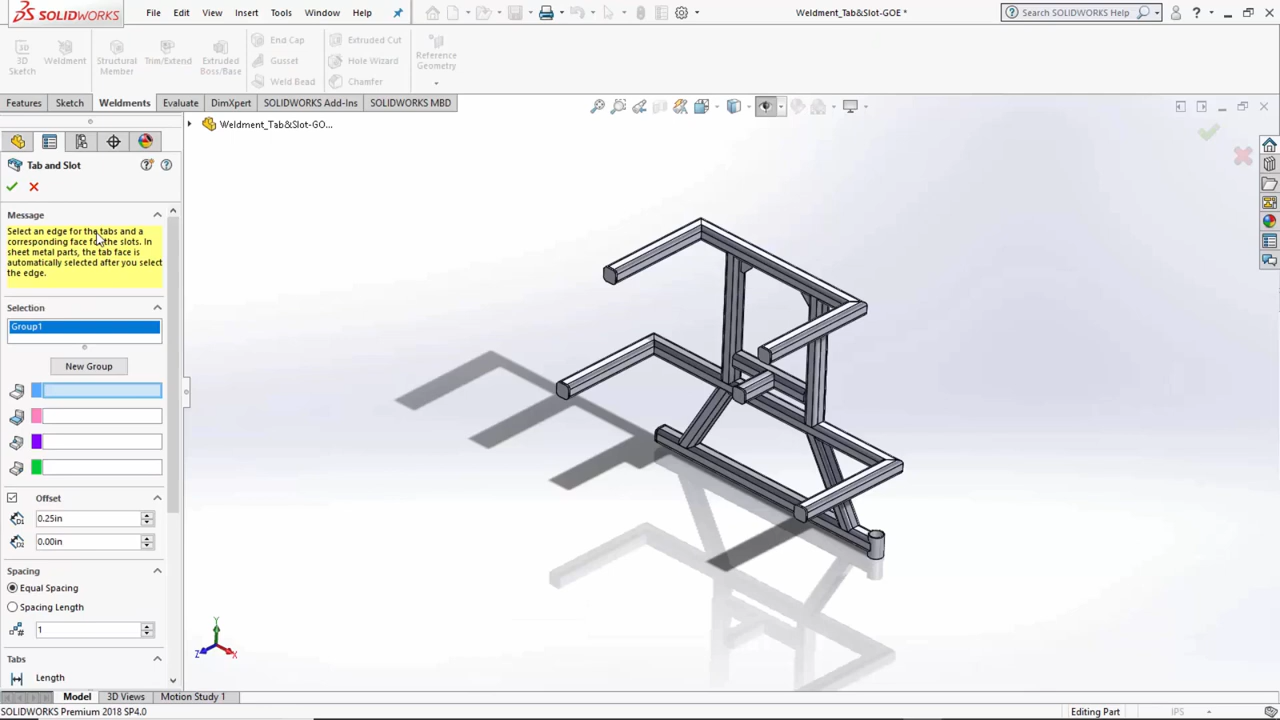 SOLIDWORKS File Edit View Insert Tools Window Help Weldment_Tab&Slot-GOE * Search SOLIDWORKS Help
3D Sketch
Weldment
Structural Member
Trim/Extend
Extruded Boss/Base
End Cap
Gusset
Weld Bead
Extruded Cut
Hole Wizard
Chamfer
Reference Geometry
Features Sketch Weldments Evaluate DimXpert SOLIDWORKS Add-Ins SOLIDWORKS MBD
Weldment_Tab&Slot-GO...
Tab and Slot
Message
Select an edge for the tabs and a
corresponding face for the slots. In
sheet metal parts, the tab face is
automatically selected after you select
the edge.
Selection
Group1
New Group
Offset
0.25in
0.00in
Spacing
Equal Spacing
Spacing Length
1
Tabs
Length
Y
Z X
Model 3D Views Motion Study 1
SOLIDWORKS Premium 2018 SP4.0 Editing Part IPS